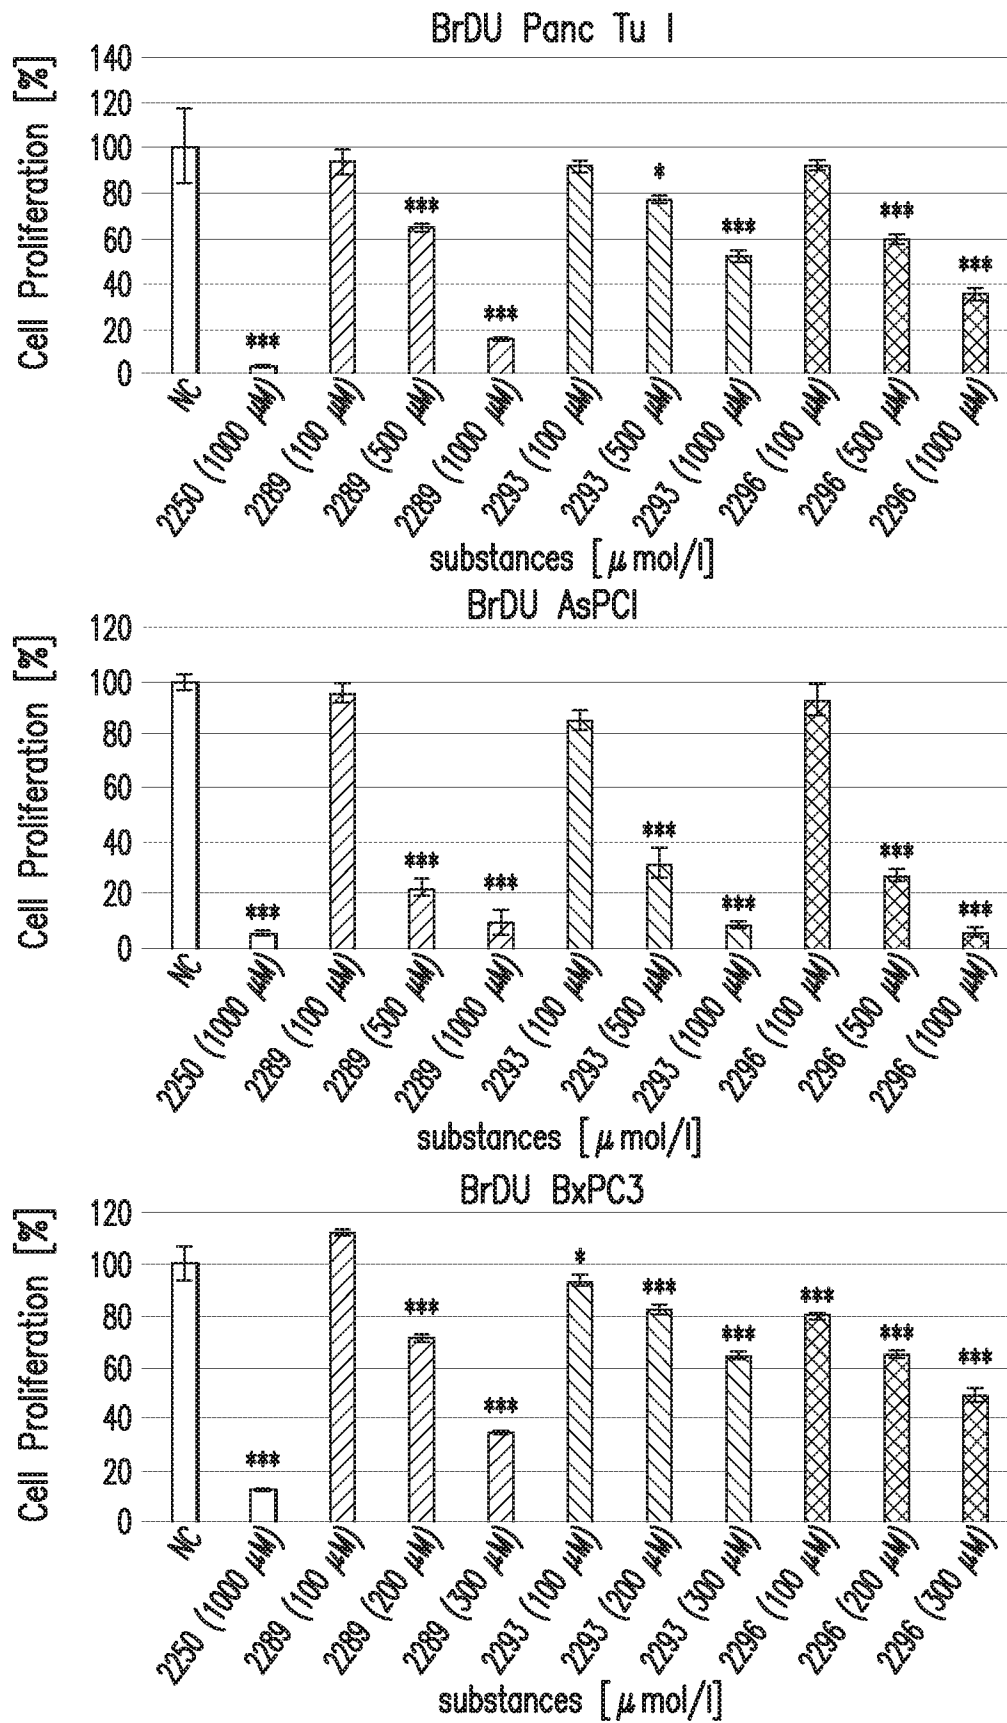 BrDU Panc Tu I
Cell Proliferation [%]
140
120
100
80
60
40
20
0
***
***
***
*
***
***
***
NC
2250 (1000 μM)
2289 (100 μM)
2289 (500 μM)
2289 (1000 μM)
2293 (100 μM)
2293 (500 μM)
2293 (1000 μM)
2296 (100 μM)
2296 (500 μM)
2296 (1000 μM)
substances [μ mol/l]
BrDU AsPCI
Cell Proliferation [%]
120
100
80
60
40
20
0
***
***
***
***
***
***
***
NC
2250 (1000 μM)
2289 (100 μM)
2289 (500 μM)
2289 (1000 μM)
2293 (100 μM)
2293 (500 μM)
2293 (1000 μM)
2296 (100 μM)
2296 (500 μM)
2296 (1000 μM)
substances [μ mol/l]
BrDU BxPC3
Cell Proliferation [%]
120
100
80
60
40
20
0
***
***
***
*
***
***
***
***
***
NC
2250 (1000 μM)
2289 (100 μM)
2289 (200 μM)
2289 (300 μM)
2293 (100 μM)
2293 (200 μM)
2293 (300 μM)
2296 (100 μM)
2296 (200 μM)
2296 (300 μM)
substances [μ mol/l]